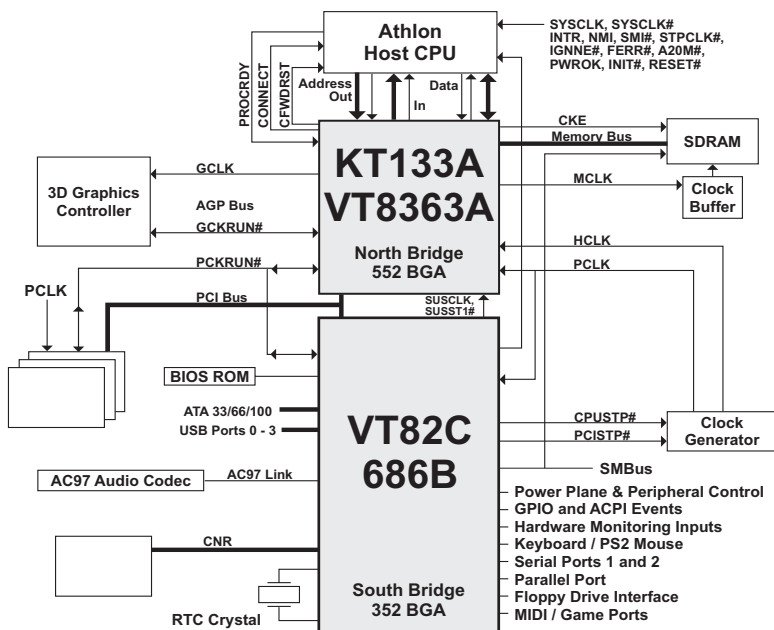 Athlon
Host CPU
SYSCLK, SYSCLK#
INTR, NMI, SMI#, STPCLK#,
IGNNE#, FERR#, A20M#,
PWROK, INIT#, RESET#
PROCRDY
CONNECT
CFWDRST
Address
Out
In
Data
CKE
Memory Bus
SDRAM
KT133A
VT8363A
North Bridge
552 BGA
3D Graphics
Controller
GCLK
AGP Bus
GCKRUN#
MCLK
Clock
Buffer
HCLK
PCLK
PCKRUN#
PCLK
PCI Bus
SUSCLK,
SUSST1#
BIOS ROM
ATA 33/66/100
USB Ports 0 - 3
VT82C
686B
South Bridge
352 BGA
CPUSTP#
PCISTP#
Clock
Generator
SMBus
AC97 Audio Codec
AC97 Link
CNR
RTC Crystal
Power Plane & Peripheral Control
GPIO and ACPI Events
Hardware Monitoring Inputs
Keyboard / PS2 Mouse
Serial Ports 1 and 2
Parallel Port
Floppy Drive Interface
MIDI / Game Ports